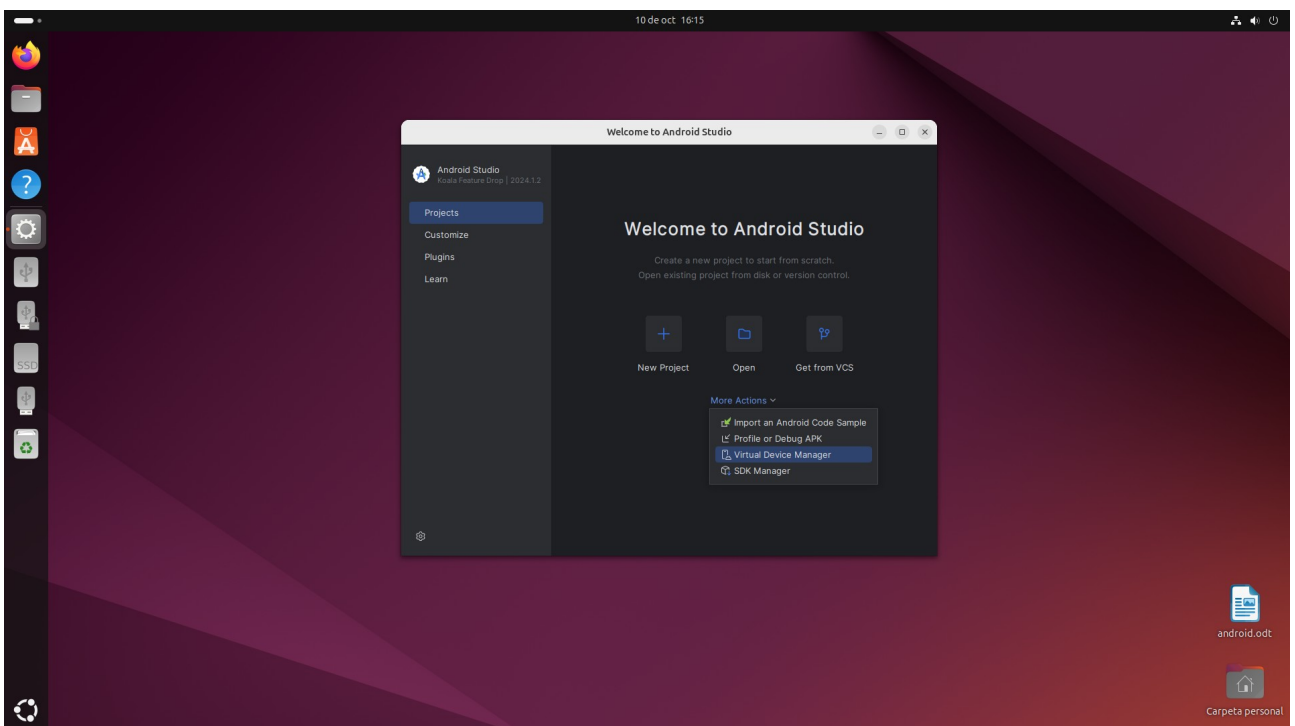 10 de oct 16:15
Welcome to Android Studio
Android Studio
Koala Feature Drop | 2024.1.2
Projects
Customize
Plugins
Learn
Welcome to Android Studio
Create a new project to start from scratch.
Open existing project from disk or version control.
New Project
Open
Get from VCS
More Actions
Import an Android Code Sample
Profile or Debug APK
Virtual Device Manager
SDK Manager
SSD
android.odt
Carpeta personal